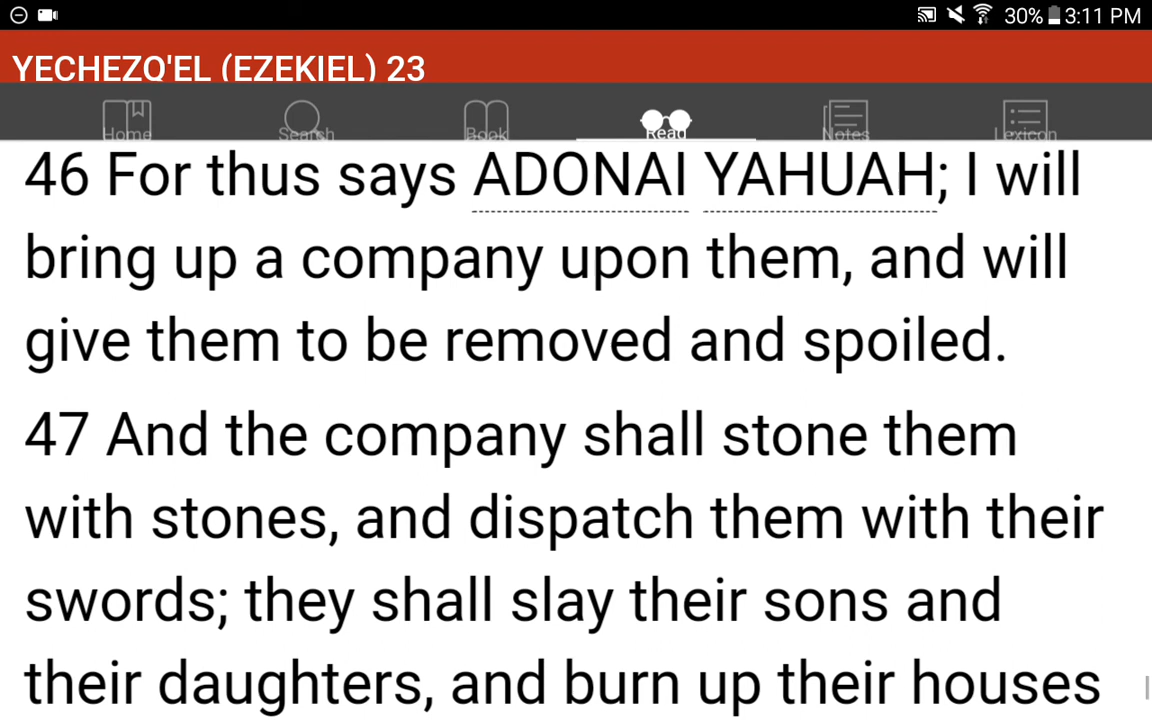 30% 3:11 PM
YECHEZQ'EL (EZEKIEL) 23
Home Search Book Read Notes Lexicon
46 For thus says ADONAI YAHUAH; I will
bring up a company upon them, and will
give them to be removed and spoiled.
47 And the company shall stone them
with stones, and dispatch them with their
swords; they shall slay their sons and
their daughters, and burn up their houses